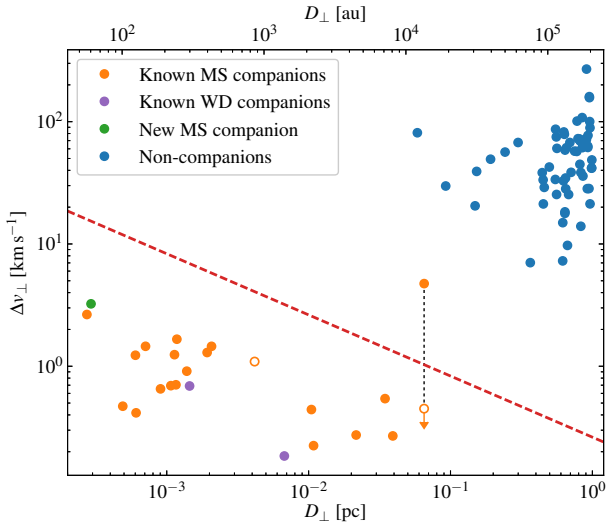 D⊥ [au]
10² 10³ 10⁴ 10⁵
Known MS companions
Known WD companions
New MS companion
Non-companions
Δv⊥ [km s⁻¹]
10²
10¹
10⁰
10⁻³ 10⁻² 10⁻¹ 10⁰
D⊥ [pc]